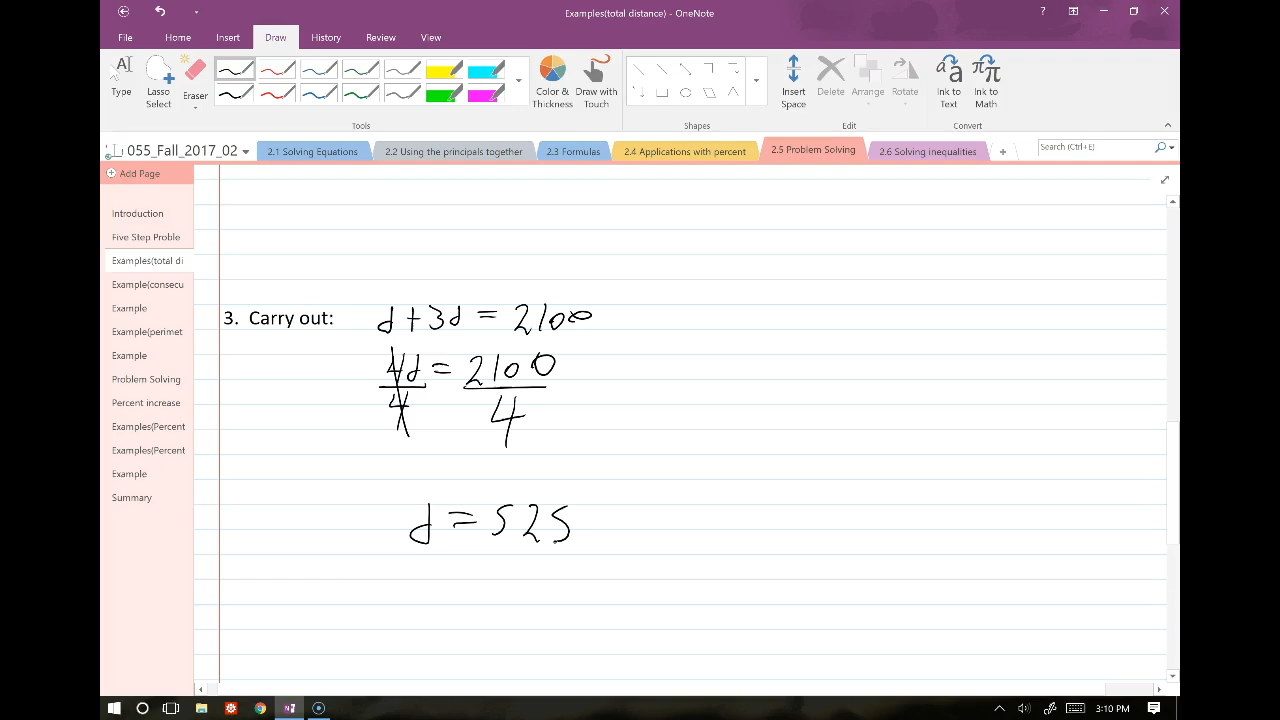 Examples(total distance) - OneNote
?
File Home Insert Draw History Review View
Type
Lasso Select
Eraser
Color & Thickness
Draw with Touch
Insert Space
Delete
Arrange
Rotate
Ink to Text
Ink to Math
Tools Shapes Edit Convert
055_Fall_2017_02
2.1 Solving Equations
2.2 Using the principals together
2.3 Formulas
2.4 Applications with percent
2.5 Problem Solving
2.6 Solving inequalities
+
Search (Ctrl+E)
Add Page
Introduction
Five Step Proble
Examples(total di
Example(consecu
Example
Example(perimet
Example
Problem Solving
Percent increase
Examples(Percent
Examples(Percent
Example
Summary
3. Carry out: d + 3d = 2100
4d = 2100
4 4
d = 525
3:10 PM